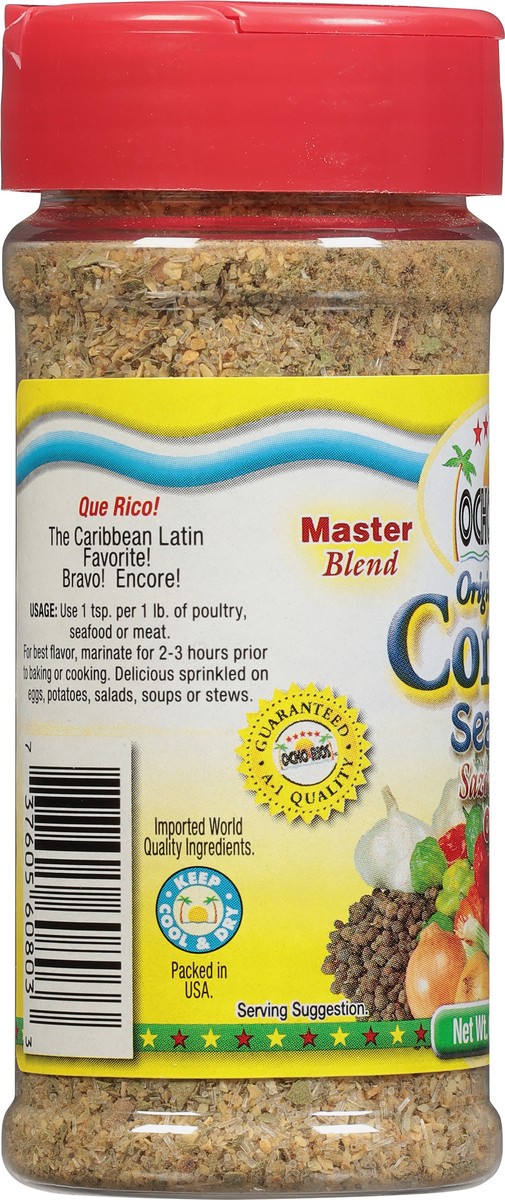 Que Rico!
The Caribbean Latin
Favorite!
Bravo! Encore!
USAGE: Use 1 tsp. per 1 lb. of poultry,
seafood or meat.
For best flavor, marinate for 2-3 hours prior
to baking or cooking. Delicious sprinkled on
eggs, potatoes, salads, soups or stews.
7 37605 60803 3
Imported World
Quality Ingredients.
KEEP
COOL & DRY
Packed in
USA.
Master
Blend
GUARANTEED
OCHO RIOS
A.1 QUALITY
Serving Suggestion.
OCHO
Net Wt.